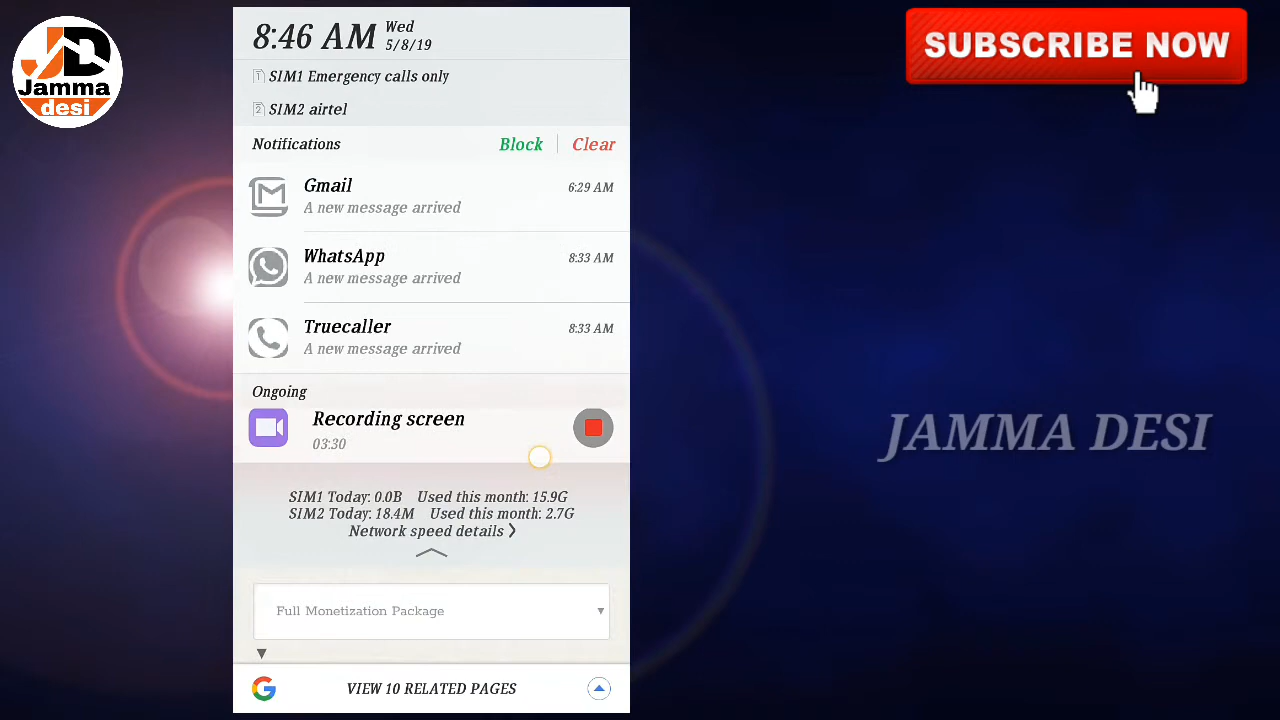 JD
Jamma
desi
8:46 AM Wed
5/8/19
1 SIM1 Emergency calls only
2 SIM2 airtel
Notifications Block Clear
Gmail 6:29 AM
A new message arrived
WhatsApp 8:33 AM
A new message arrived
Truecaller 8:33 AM
A new message arrived
Ongoing
Recording screen
03:30
SIM1 Today: 0.0B Used this month: 15.9G
SIM2 Today: 18.4M Used this month: 2.7G
Network speed details >
Full Monetization Package
VIEW 10 RELATED PAGES
SUBSCRIBE NOW
JAMMA DESI